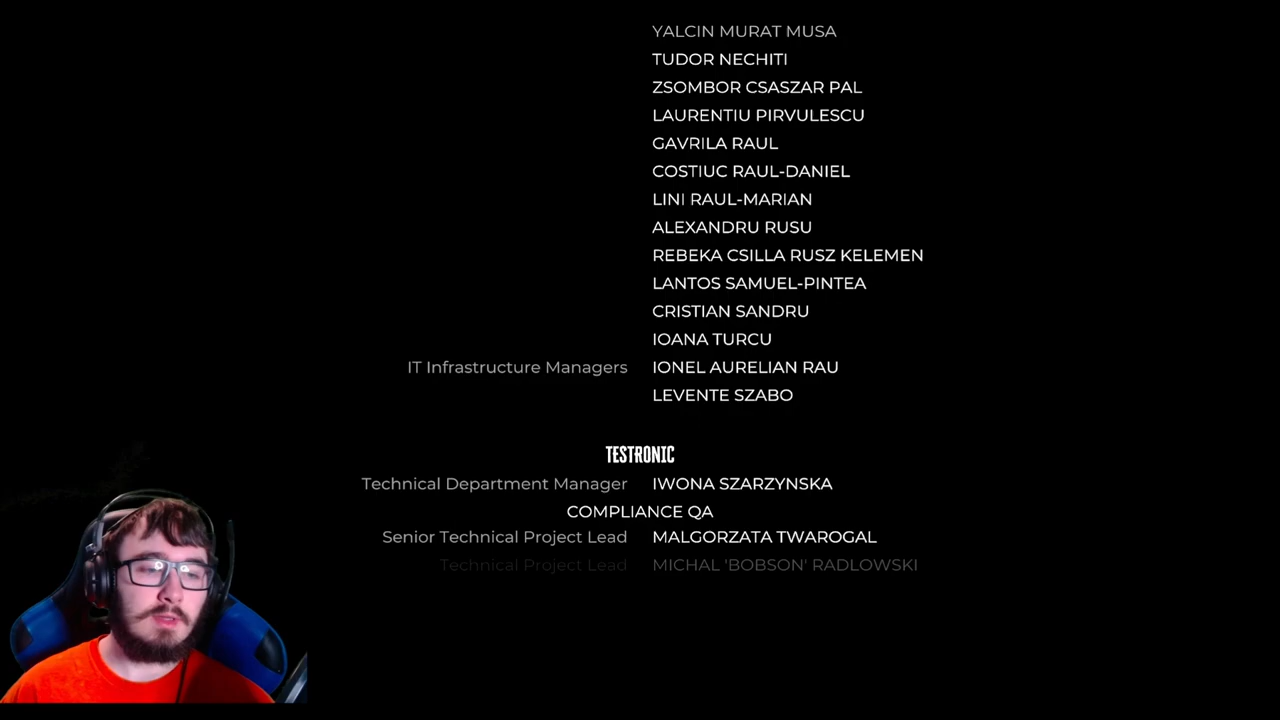 YALCIN MURAT MUSA
TUDOR NECHITI
ZSOMBOR CSASZAR PAL
LAURENTIU PIRVULESCU
GAVRILA RAUL
COSTIUC RAUL-DANIEL
LINI RAUL-MARIAN
ALEXANDRU RUSU
REBEKA CSILLA RUSZ KELEMEN
LANTOS SAMUEL-PINTEA
CRISTIAN SANDRU
IOANA TURCU
IT Infrastructure Managers IONEL AURELIAN RAU
LEVENTE SZABO
TESTRONIC
Technical Department Manager IWONA SZARZYNSKA
COMPLIANCE QA
Senior Technical Project Lead MALGORZATA TWAROGAL
Technical Project Lead MICHAL 'BOBSON' RADLOWSKI